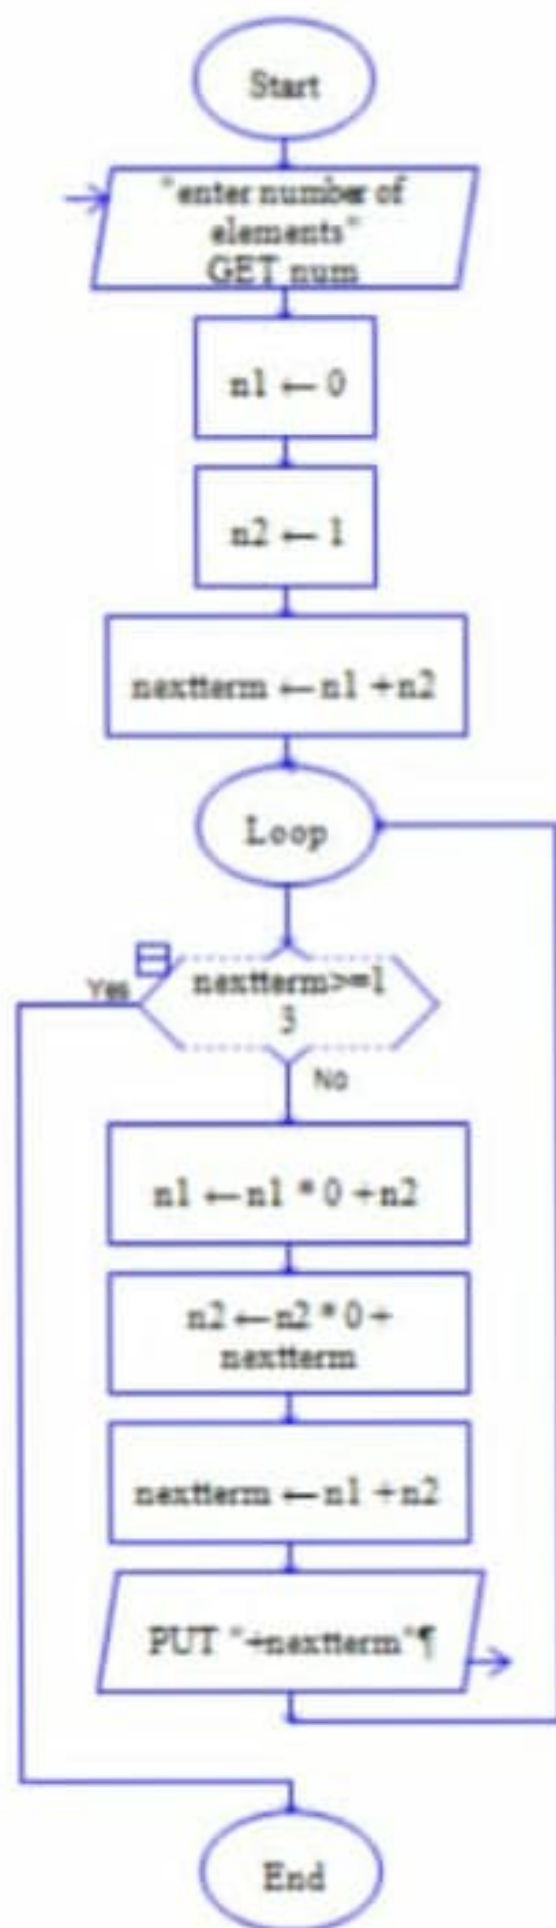 Start
"enter number of
elements"
GET num
n1 ← 0
n2 ← 1
nextterm ← n1 +n2
Loop
Yes
nextterm>=1
3
No
n1 ← n1 * 0 +n2
n2 ← n2 * 0 +
nextterm
nextterm ← n1 +n2
PUT "+nextterm"¶
End